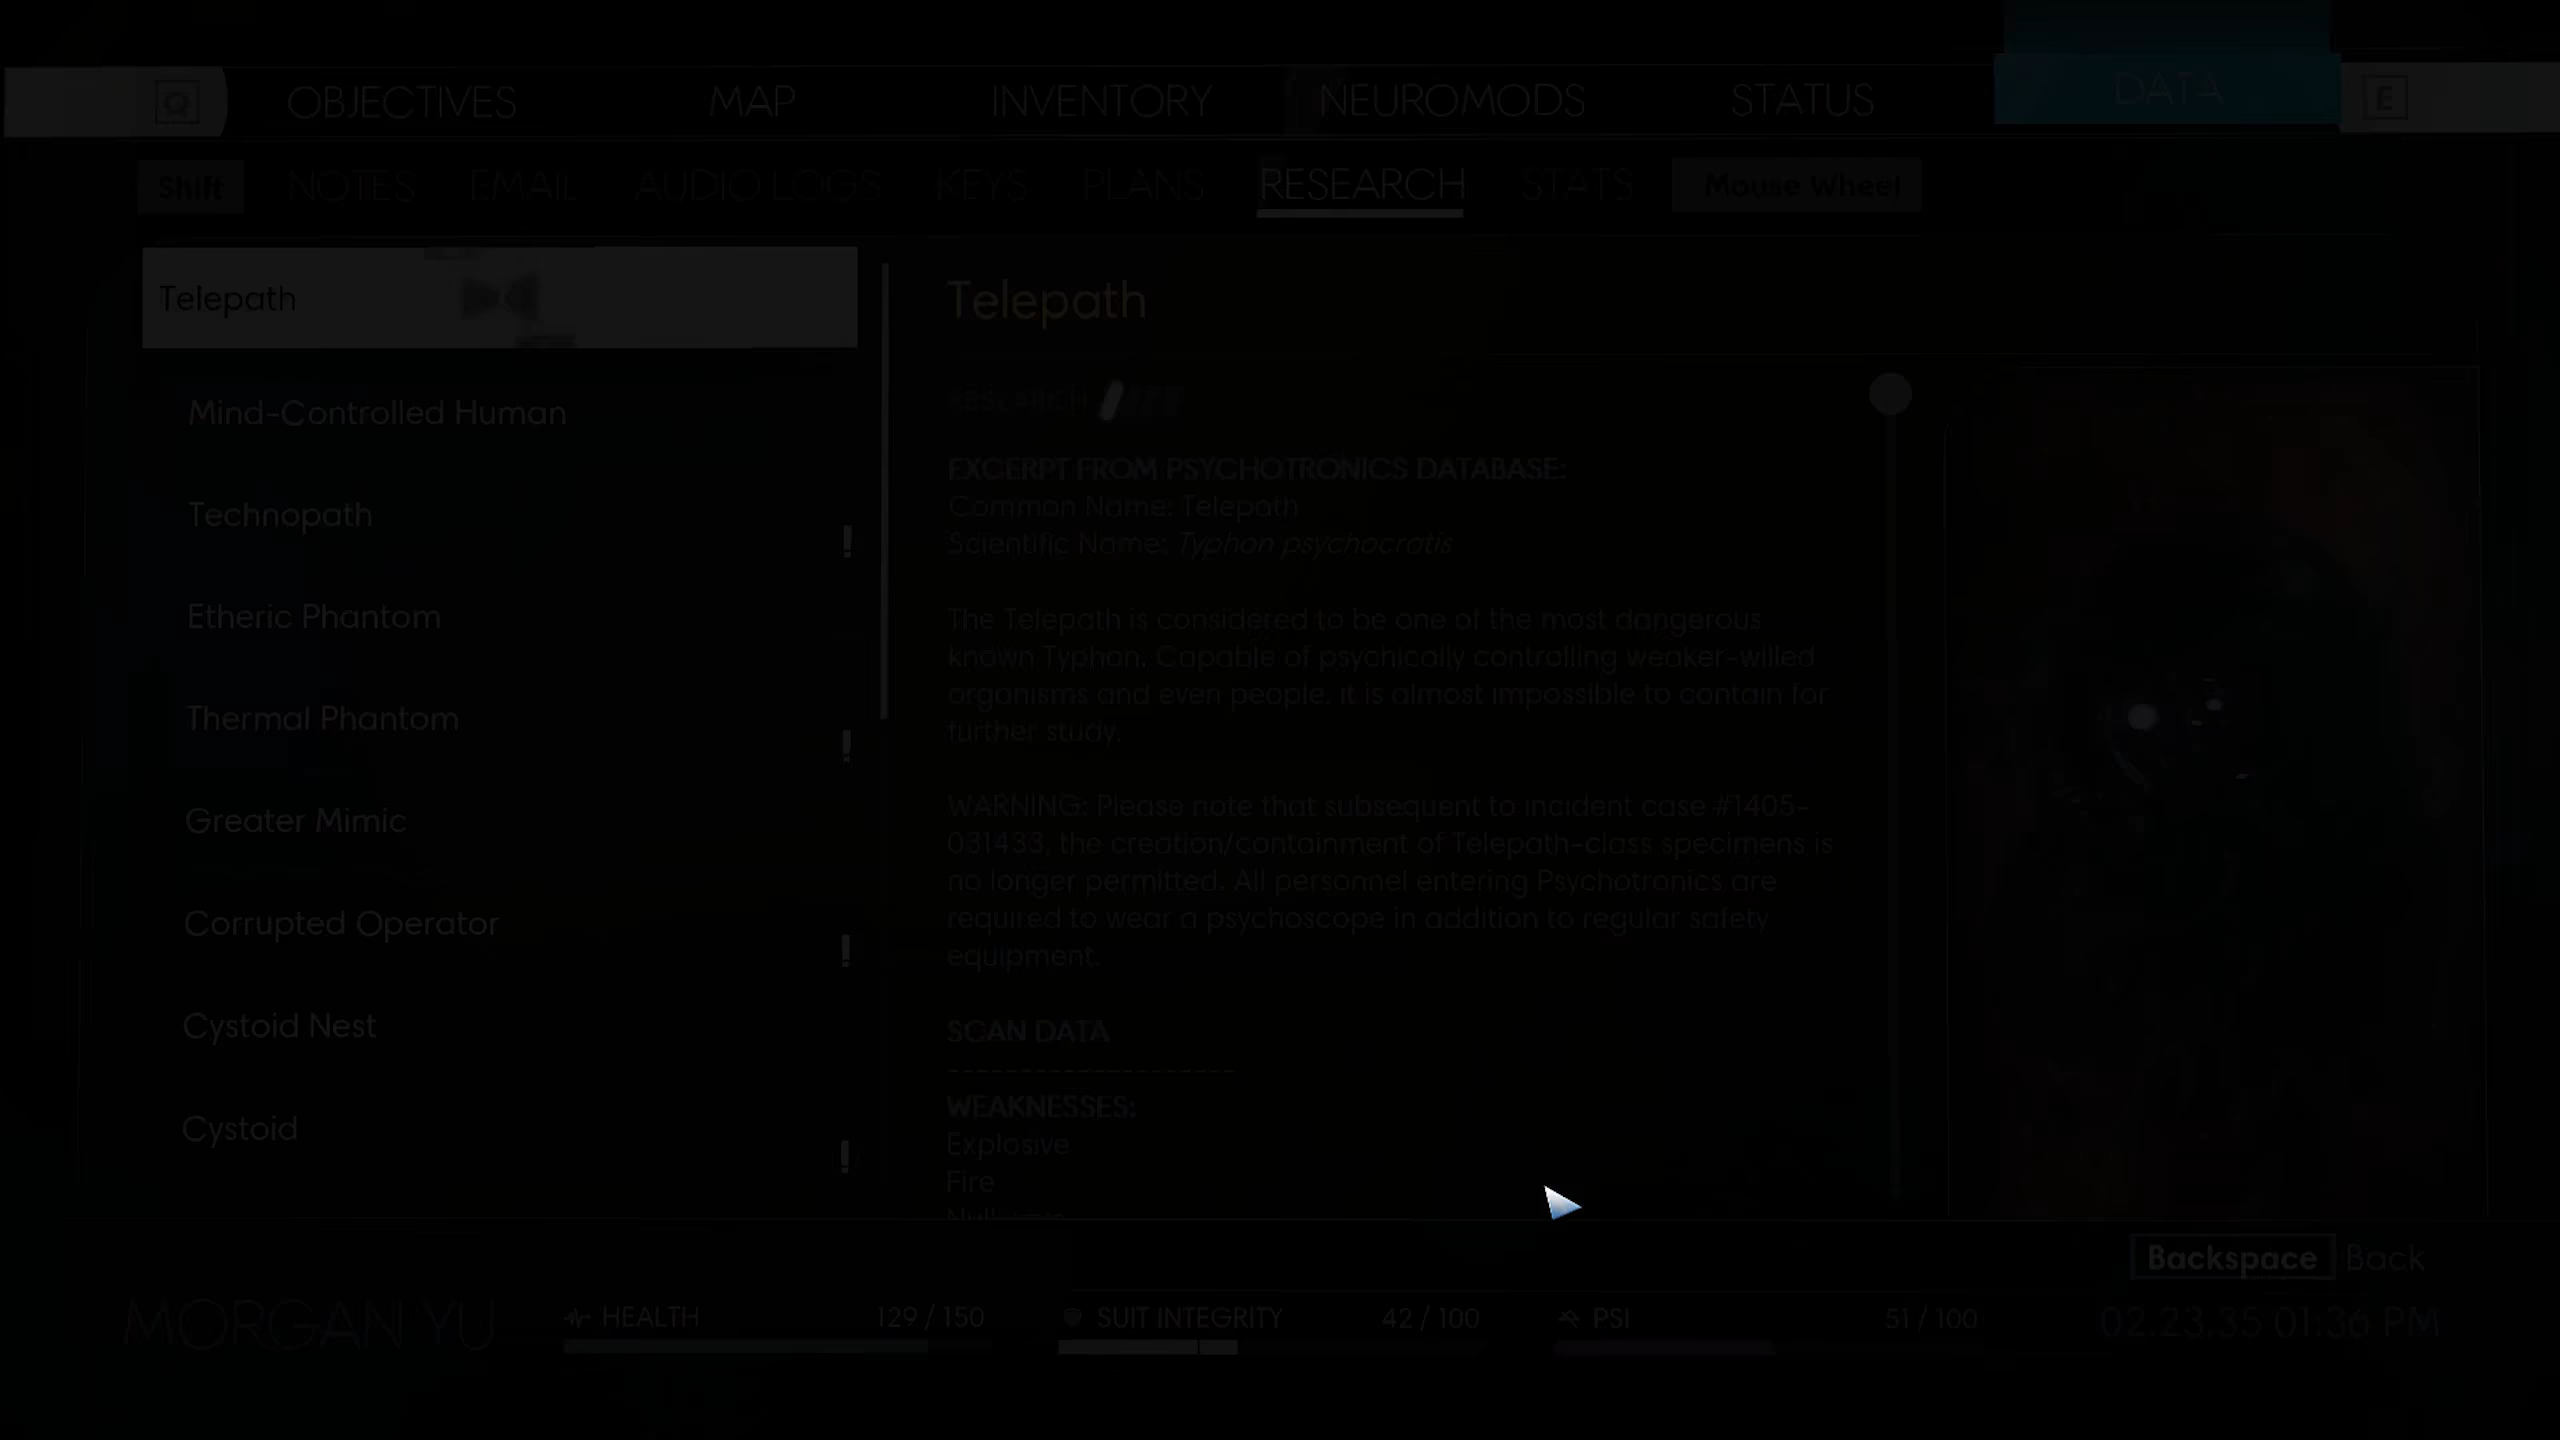 Q OBJECTIVES MAP INVENTORY NEUROMODS STATUS DATA E
Shift NOTES EMAIL AUDIO LOGS KEYS PLANS RESEARCH STATS Mouse Wheel
Telepath
Mind-Controlled Human
Technopath
!
Etheric Phantom
Thermal Phantom
!
Greater Mimic
Corrupted Operator
!
Cystoid Nest
Cystoid
!
Telepath
RESEARCH
EXCERPT FROM PSYCHOTRONICS DATABASE:
Common Name: Telepath
Scientific Name: Typhon psychocratis
The Telepath is considered to be one of the most dangerous
known Typhon. Capable of psychically controlling weaker-willed
organisms and even people, it is almost impossible to contain for
further study.
WARNING: Please note that subsequent to incident case #1405-
031433, the creation/containment of Telepath-class specimens is
no longer permitted. All personnel entering Psychotronics are
required to wear a psychoscope in addition to regular safety
equipment.
SCAN DATA
------------------------
WEAKNESSES:
Explosive
Fire
Backspace Back
MORGAN YU HEALTH 129 / 150 SUIT INTEGRITY 42 / 100 PSI 51 / 100 02.23.35 01:36 PM